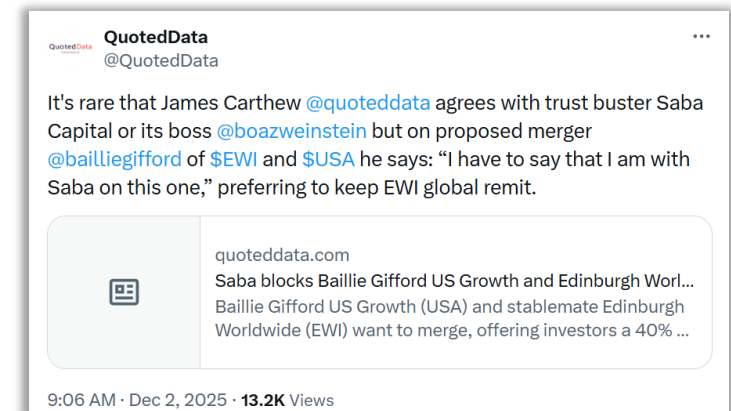 QuotedData
QuotedData
@QuotedData
It's rare that James Carthew @quoteddata agrees with trust buster Saba
Capital or its boss @boazweinstein but on proposed merger
@bailliegifford of $EWI and $USA he says: “I have to say that I am with
Saba on this one,” preferring to keep EWI global remit.
quoteddata.com
Saba blocks Baillie Gifford US Growth and Edinburgh Worl...
Baillie Gifford US Growth (USA) and stablemate Edinburgh
Worldwide (EWI) want to merge, offering investors a 40% ...
9:06 AM · Dec 2, 2025 · 13.2K Views